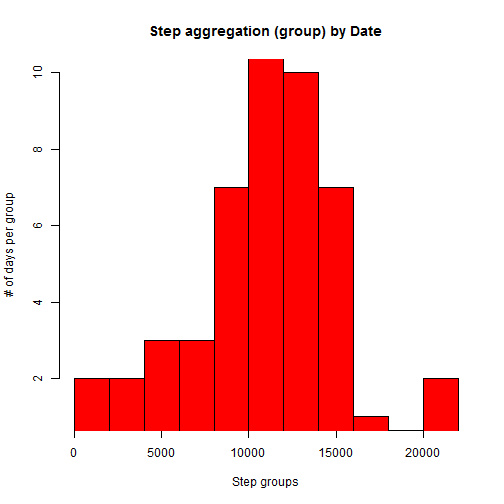 Step aggregation (group) by Date
# of days per group
10
8
6
4
2
0 5000 10000 15000 20000
Step groups